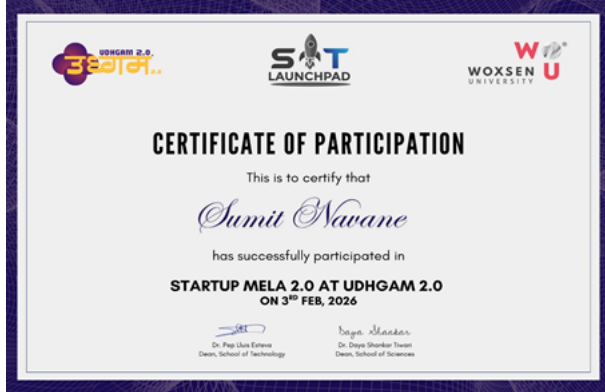 UDHGAM 2.0.
उधगम..
S T
LAUNCHPAD
W
WOXSEN U
UNIVERSITY
CERTIFICATE OF PARTICIPATION
This is to certify that
Sumit Navane
has successfully participated in
STARTUP MELA 2.0 AT UDHGAM 2.0
ON 3RD FEB, 2026
Daya Shankar
Dr. Pep Lluis Esteva
Dr. Daya Shankar Tiwari
Dean, School of Technology
Dean, School of Sciences